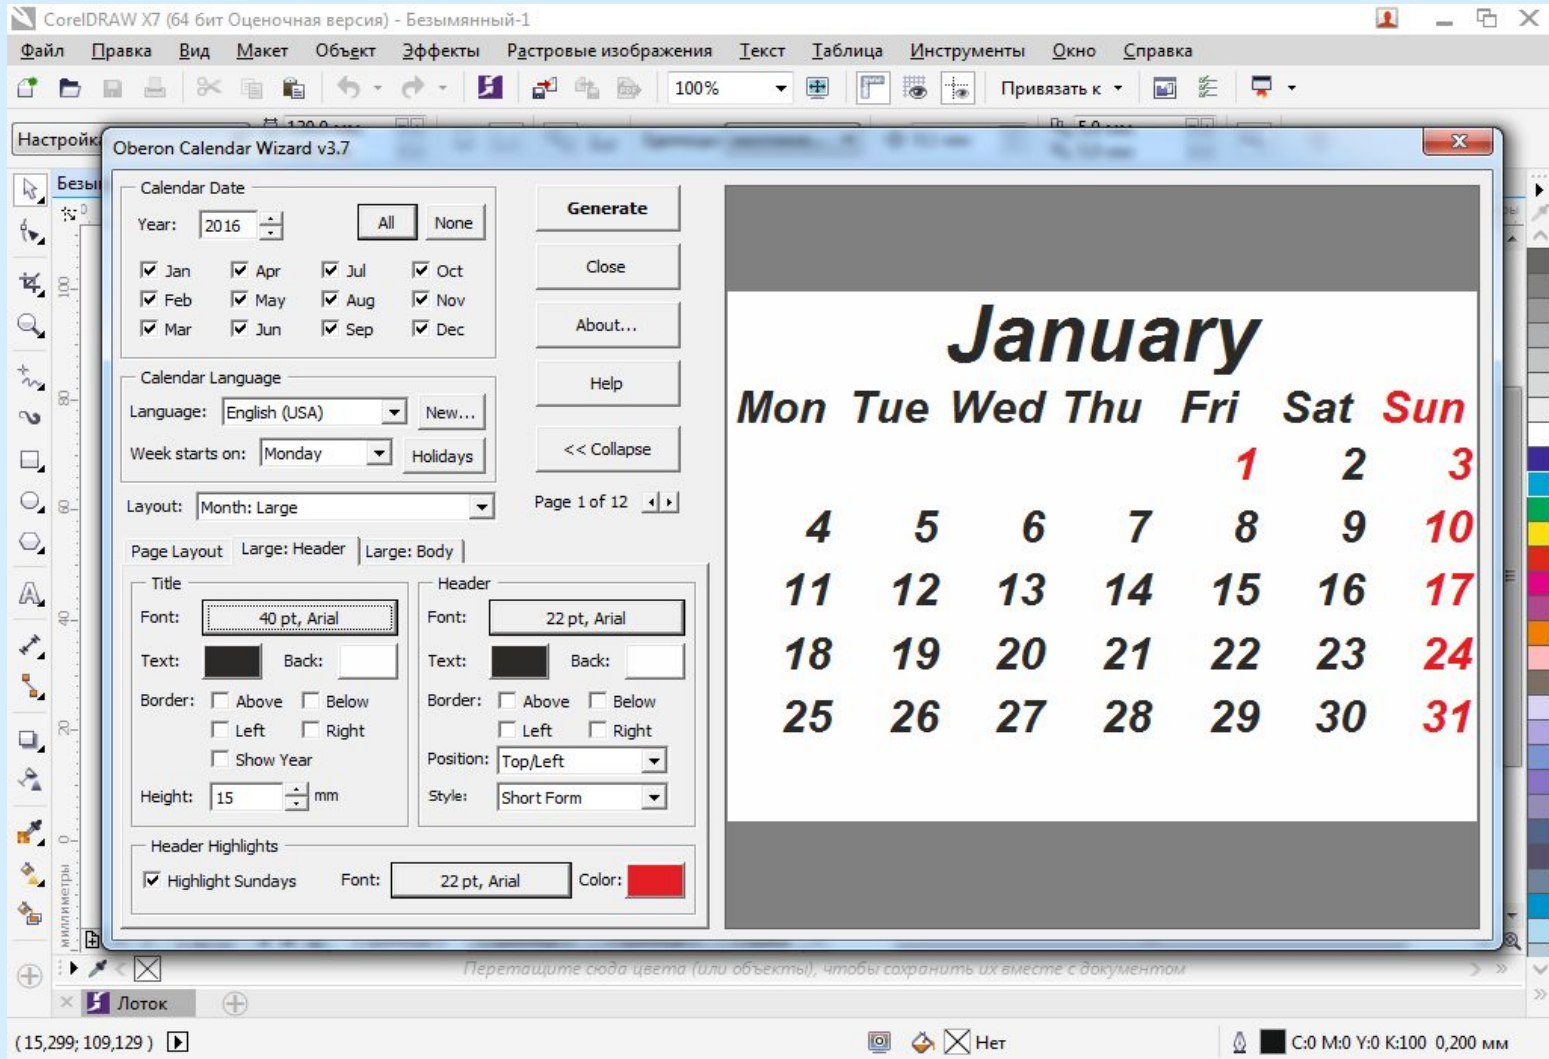 CorelDRAW X7 (64 бит Оценочная версия) - Безымянный-1
Файл Правка Вид Макет Объект Эффекты Растровые изображения Текст Таблица Инструменты Окно Справка
100% Привязать к
Oberon Calendar Wizard v3.7
Calendar Date
Year: 2016 All None
Jan Apr Jul Oct
Feb May Aug Nov
Mar Jun Sep Dec
Calendar Language
Language: English (USA) New...
Week starts on: Monday Holidays
Layout: Month: Large
Generate
Close
About...
Help
<< Collapse
Page 1 of 12
Page Layout Large: Header Large: Body
Title
Font: 40 pt, Arial
Text: Back:
Border: Above Below
Left Right
Show Year
Height: 15 mm
Header
Font: 22 pt, Arial
Text: Back:
Border: Above Below
Left Right
Position: Top/Left
Style: Short Form
Header Highlights
Highlight Sundays Font: 22 pt, Arial Color:
January
Mon Tue Wed Thu Fri Sat Sun
1 2 3
4 5 6 7 8 9 10
11 12 13 14 15 16 17
18 19 20 21 22 23 24
25 26 27 28 29 30 31
100
80
60
40
20
0
миллиметры
Перетащите сюда цвета (или объекты), чтобы сохранить их вместе с документом
Лоток
(15,299; 109,129)
Нет
C:0 M:0 Y:0 K:100 0,200 мм